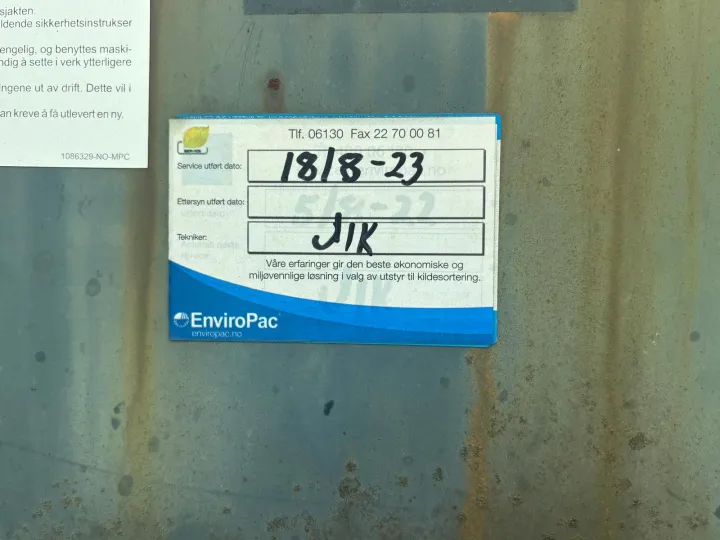 sjakten.
ldende sikkerhetsinstrukser
engelig, og benyttes maski-
ndig å sette i verk ytterligere
ingene ut av drift. Dette vil i
an kreve å få utlevert en ny.
1086329-NO-MPC
Tlf. 06130 Fax 22 70 00 81
Service utført dato: 18/8-23
Ettersyn utført dato:
Tekniker: JIK
Våre erfaringer gir den beste økonomiske og
miljøvennlige løsning i valg av utstyr til kildesortering.
EnviroPac
enviropac.no